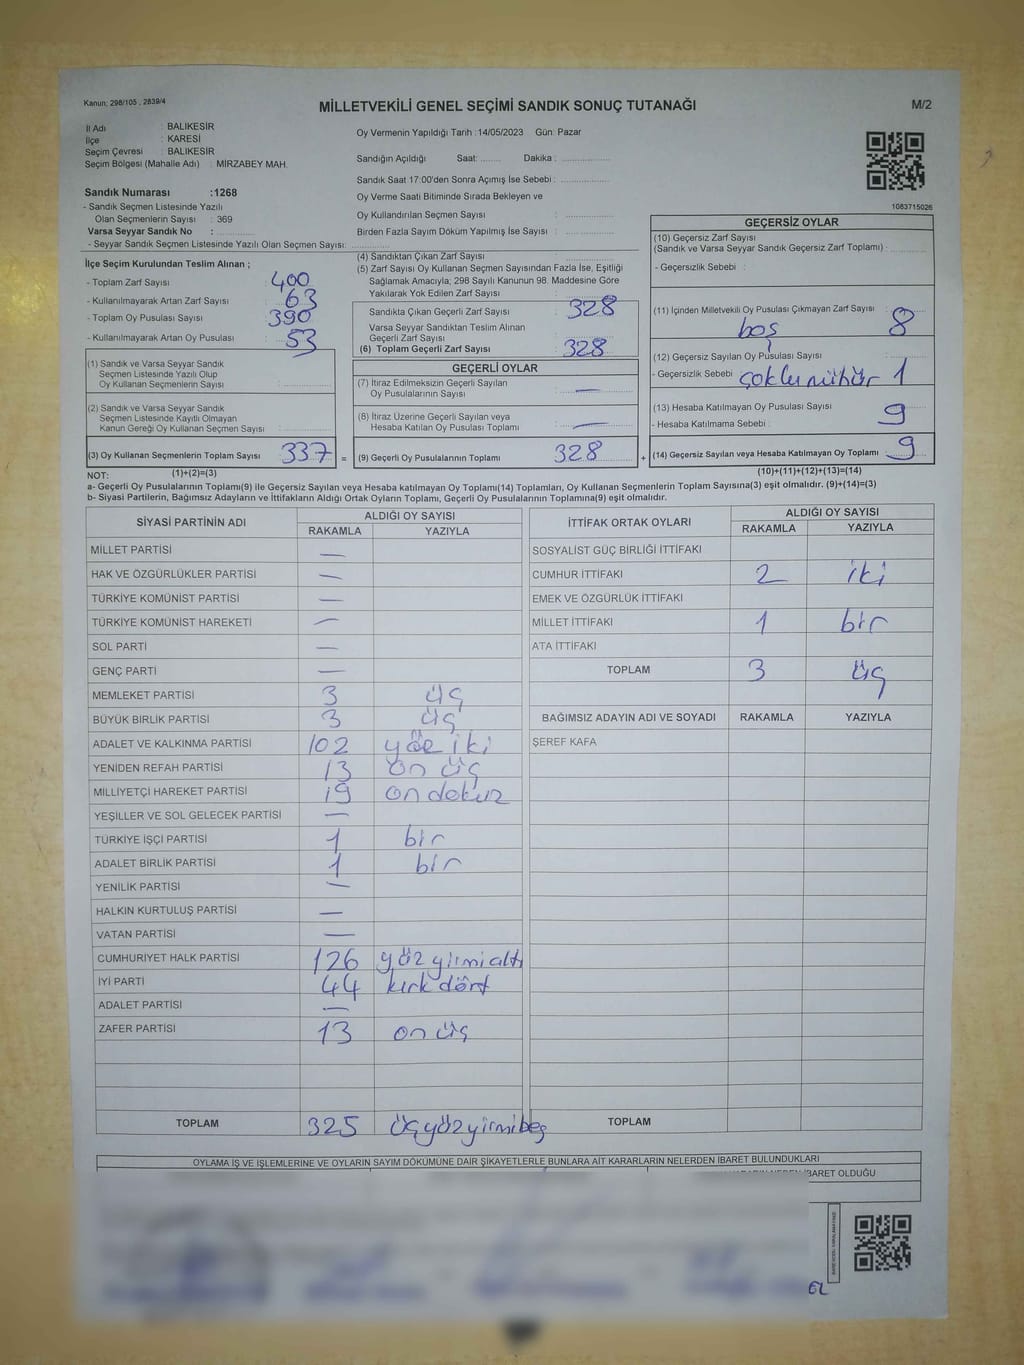 Kanun; 298/105 , 2839/4
MİLLETVEKİLİ GENEL SEÇİMİ SANDIK SONUÇ TUTANAĞI
M/2
İl Adı : BALIKESİR
İlçe : KARESİ
Seçim Çevresi : BALIKESİR
Seçim Bölgesi (Mahalle Adı) : MİRZABEY MAH.
Oy Vermenin Yapıldığı Tarih :14/05/2023 Gün: Pazar
Sandığın Açıldığı Saat:........ Dakika : ................
Sandık Saat 17:00'den Sonra Açımış İse Sebebi : ................
Oy Verme Saati Bitiminde Sırada Bekleyen ve
Oy Kullandırılan Seçmen Sayısı : ................
Birden Fazla Sayım Döküm Yapılmış İse Sayısı : ................
1083715026
Sandık Numarası :1268
- Sandık Seçmen Listesinde Yazılı
Olan Seçmenlerin Sayısı : 369
Varsa Seyyar Sandık No : ................
- Seyyar Sandık Seçmen Listesinde Yazılı Olan Seçmen Sayısı: ................
İlçe Seçim Kurulundan Teslim Alınan ;
- Toplam Zarf Sayısı : 400
- Kullanılmayarak Artan Zarf Sayısı : 63
- Toplam Oy Pusulası Sayısı : 390
- Kullanılmayarak Artan Oy Pusulası : 53
(1) Sandık ve Varsa Seyyar Sandık
Seçmen Listesinde Yazılı Olup
Oy Kullanan Seçmenlerin Sayısı : ................
(2) Sandık ve Varsa Seyyar Sandık
Seçmen Listesinde Kayıtlı Olmayan
Kanun Gereği Oy Kullanan Seçmen Sayısı : ................
(3) Oy Kullanan Seçmenlerin Toplam Sayısı : 337 =
(1)+(2)=(3)
(4) Sandıktan Çıkan Zarf Sayısı : ................
(5) Zarf Sayısı Oy Kullanan Seçmen Sayısından Fazla İse, Eşitliği
Sağlamak Amacıyla; 298 Sayılı Kanunun 98. Maddesine Göre
Yakılarak Yok Edilen Zarf Sayısı : ................
Sandıkta Çıkan Geçerli Zarf Sayısı : 328
Varsa Seyyar Sandıktan Teslim Alınan
Geçerli Zarf Sayısı : ................
(6) Toplam Geçerli Zarf Sayısı : 328
GEÇERLİ OYLAR
(7) İtiraz Edilmeksizin Geçerli Sayılan
Oy Pusulalarının Sayısı : —
(8) İtiraz Üzerine Geçerli Sayılan veya
Hesaba Katılan Oy Pusulası Toplamı : —
(9) Geçerli Oy Pusulalarının Toplamı : 328 +
GEÇERSİZ OYLAR
(10) Geçersiz Zarf Sayısı
(Sandık ve Varsa Seyyar Sandık Geçersiz Zarf Toplamı) : ................
- Geçersizlik Sebebi :
(11) İçinden Milletvekili Oy Pusulası Çıkmayan Zarf Sayısı : 8
boş
(12) Geçersiz Sayılan Oy Pusulası Sayısı :
- Geçersizlik Sebebi : çoklu mühür 1
(13) Hesaba Katılmayan Oy Pusulası Sayısı : 9
- Hesaba Katılmama Sebebi :
(14) Geçersiz Sayılan veya Hesaba Katılmayan Oy Toplamı : 9
(10)+(11)+(12)+(13)=(14)
NOT:
a- Geçerli Oy Pusulalarının Toplamı(9) ile Geçersiz Sayılan veya Hesaba katılmayan Oy Toplamı(14) Toplamları, Oy Kullanan Seçmenlerin Toplam Sayısına(3) eşit olmalıdır. (9)+(14)=(3)
b- Siyasi Partilerin, Bağımsız Adayların ve İttifakların Aldığı Ortak Oyların Toplamı, Geçerli Oy Pusulalarının Toplamına(9) eşit olmalıdır.
SİYASİ PARTİNİN ADI ALDIĞI OY SAYISI
RAKAMLA YAZIYLA
MİLLET PARTİSİ —
HAK VE ÖZGÜRLÜKLER PARTİSİ —
TÜRKİYE KOMÜNİST PARTİSİ —
TÜRKİYE KOMÜNİST HAREKETİ —
SOL PARTİ —
GENÇ PARTİ —
MEMLEKET PARTİSİ 3 üç
BÜYÜK BİRLİK PARTİSİ 3 üç
ADALET VE KALKINMA PARTİSİ 102 yüz iki
YENİDEN REFAH PARTİSİ 13 on üç
MİLLİYETÇİ HAREKET PARTİSİ 19 on dokuz
YEŞİLLER VE SOL GELECEK PARTİSİ —
TÜRKİYE İŞÇİ PARTİSİ 1 bir
ADALET BİRLİK PARTİSİ 1 bir
YENİLİK PARTİSİ —
HALKIN KURTULUŞ PARTİSİ —
VATAN PARTİSİ —
CUMHURİYET HALK PARTİSİ 126 yüz yirmi altı
İYİ PARTİ 44 kırk dört
ADALET PARTİSİ —
ZAFER PARTİSİ 13 on üç
TOPLAM 325 üçyüzyirmibeş
İTTİFAK ORTAK OYLARI ALDIĞI OY SAYISI
RAKAMLA YAZIYLA
SOSYALİST GÜÇ BİRLİĞİ İTTİFAKI
CUMHUR İTTİFAKI 2 iki
EMEK VE ÖZGÜRLÜK İTTİFAKI
MİLLET İTTİFAKI 1 bir
ATA İTTİFAKI
TOPLAM 3 üç
BAĞIMSIZ ADAYIN ADI VE SOYADI RAKAMLA YAZIYLA
ŞEREF KAFA
TOPLAM
OYLAMA İŞ VE İŞLEMLERİNE VE OYLARIN SAYIM DÖKÜMÜNE DAİR ŞİKAYETLERLE BUNLARA AİT KARARLARIN NELERDEN İBARET BULUNDUKLARI
İBARET OLDUĞU